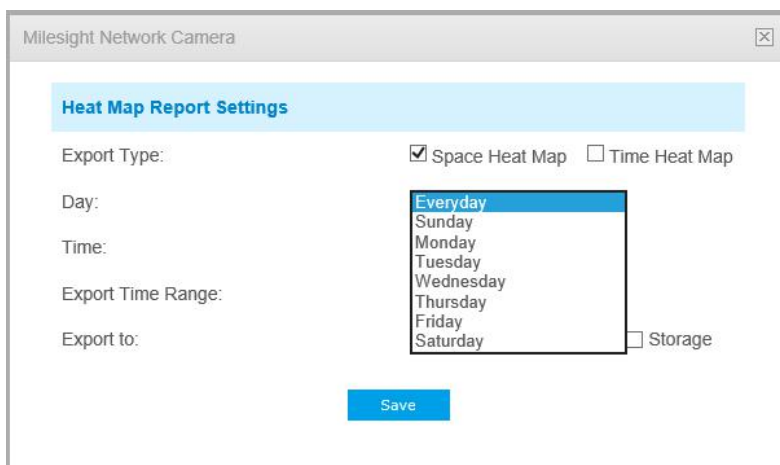 Milesight Network Camera
Heat Map Report Settings
Export Type:
Space Heat Map
Time Heat Map
Day:
Everyday
Sunday
Monday
Tuesday
Wednesday
Thursday
Friday
Saturday
Time:
Export Time Range:
Export to:
Storage
Save